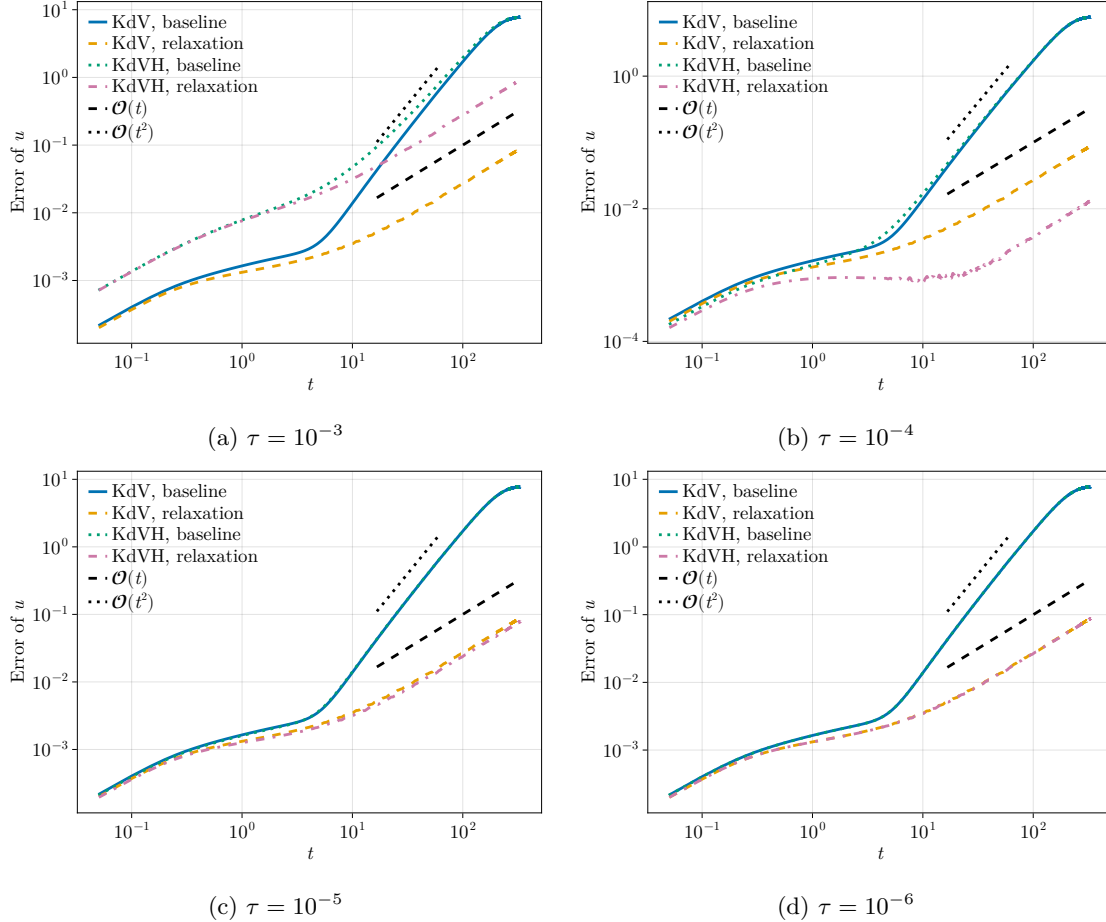 10¹
10⁰
10⁻¹
10⁻²
10⁻³
Error of u
KdV, baseline
KdV, relaxation
KdVH, baseline
KdVH, relaxation
𝒪(t)
𝒪(t²)
10⁻¹
10⁰
10¹
10²
t
(a) τ = 10⁻³
10⁰
10⁻²
10⁻⁴
Error of u
KdV, baseline
KdV, relaxation
KdVH, baseline
KdVH, relaxation
𝒪(t)
𝒪(t²)
10⁻¹
10⁰
10¹
10²
t
(b) τ = 10⁻⁴
10¹
10⁰
10⁻¹
10⁻²
10⁻³
Error of u
KdV, baseline
KdV, relaxation
KdVH, baseline
KdVH, relaxation
𝒪(t)
𝒪(t²)
10⁻¹
10⁰
10¹
10²
t
(c) τ = 10⁻⁵
10¹
10⁰
10⁻¹
10⁻²
10⁻³
Error of u
KdV, baseline
KdV, relaxation
KdVH, baseline
KdVH, relaxation
𝒪(t)
𝒪(t²)
10⁻¹
10⁰
10¹
10²
t
(d) τ = 10⁻⁶